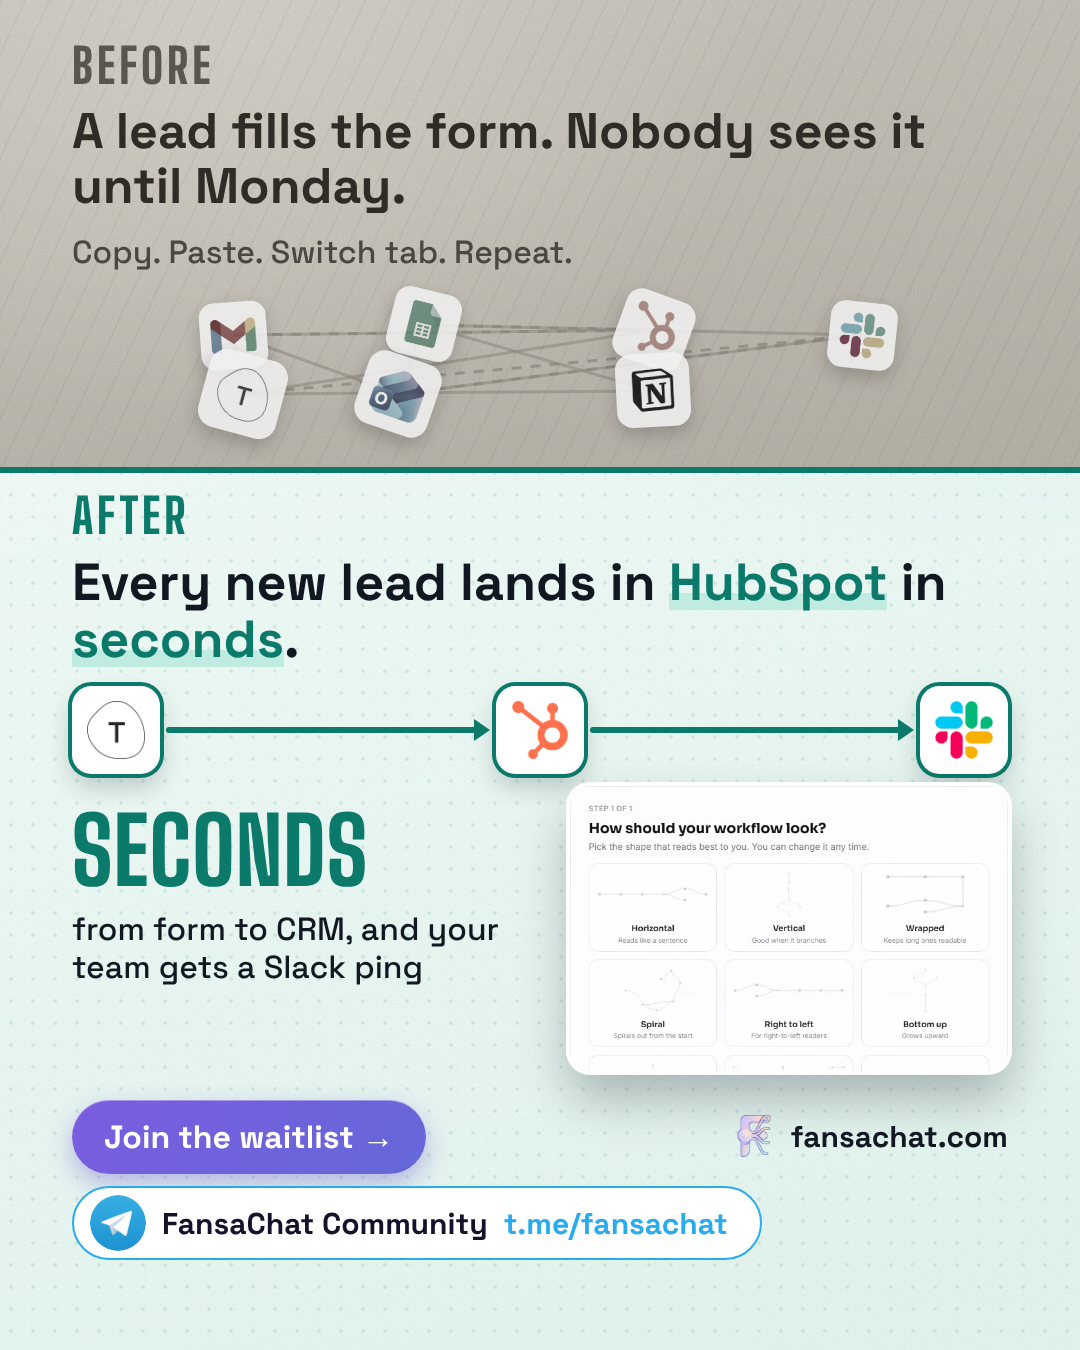 BEFORE
A lead fills the form. Nobody sees it
until Monday.
Copy. Paste. Switch tab. Repeat.
T
O
N
AFTER
Every new lead lands in HubSpot in
seconds.
T
SECONDS
from form to CRM, and your
team gets a Slack ping
STEP 1 OF 1
How should your workflow look?
Pick the shape that reads best to you. You can change it any time.
Horizontal
Reads like a sentence
Vertical
Good when it branches
Wrapped
Keeps long ones readable
Spiral
Spirals out from the start
Right to left
For right-to-left readers
Bottom up
Grows upward
Join the waitlist →
fansachat.com
FansaChat Community t.me/fansachat